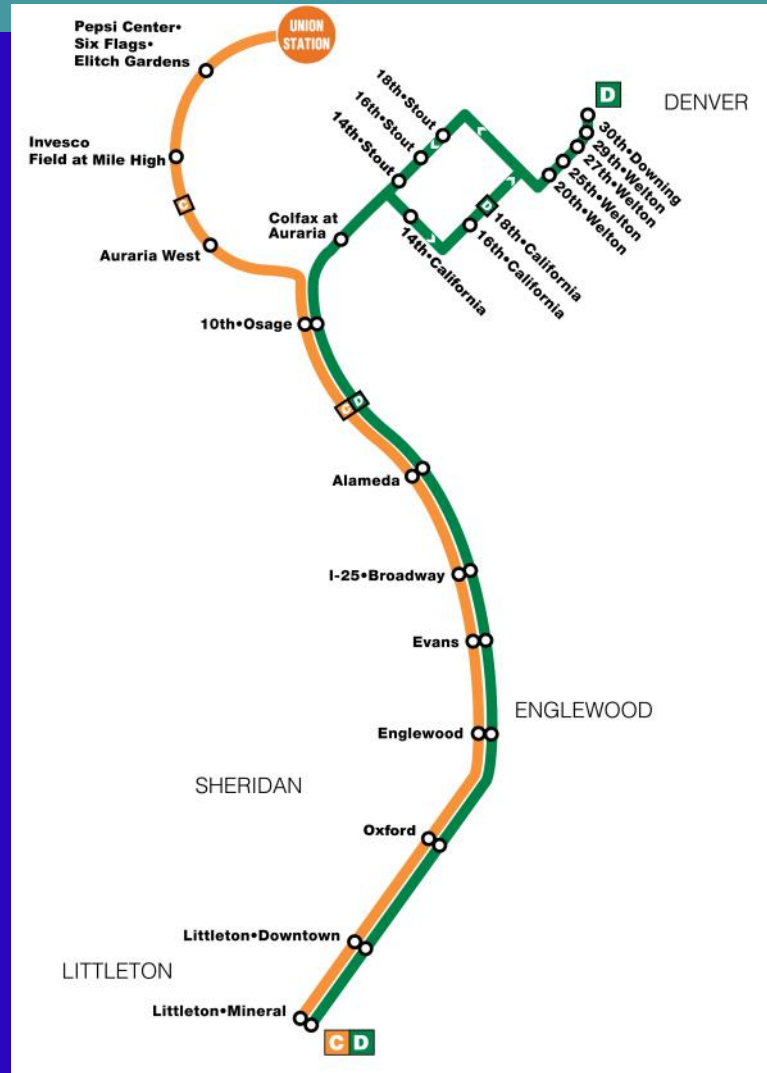 Pepsi Center•
Six Flags•
Elitch Gardens
UNION
STATION
D
DENVER
18th•Stout
16th•Stout
14th•Stout
30th•Downing
29th•Welton
27th•Welton
25th•Welton
20th•Welton
Invesco
Field at Mile High
C
D
18th•California
16th•California
14th•California
Colfax at
Auraria
Auraria West
10th•Osage
C D
Alameda
I-25•Broadway
Evans
ENGLEWOOD
Englewood
SHERIDAN
Oxford
Littleton•Downtown
LITTLETON
Littleton•Mineral
C D